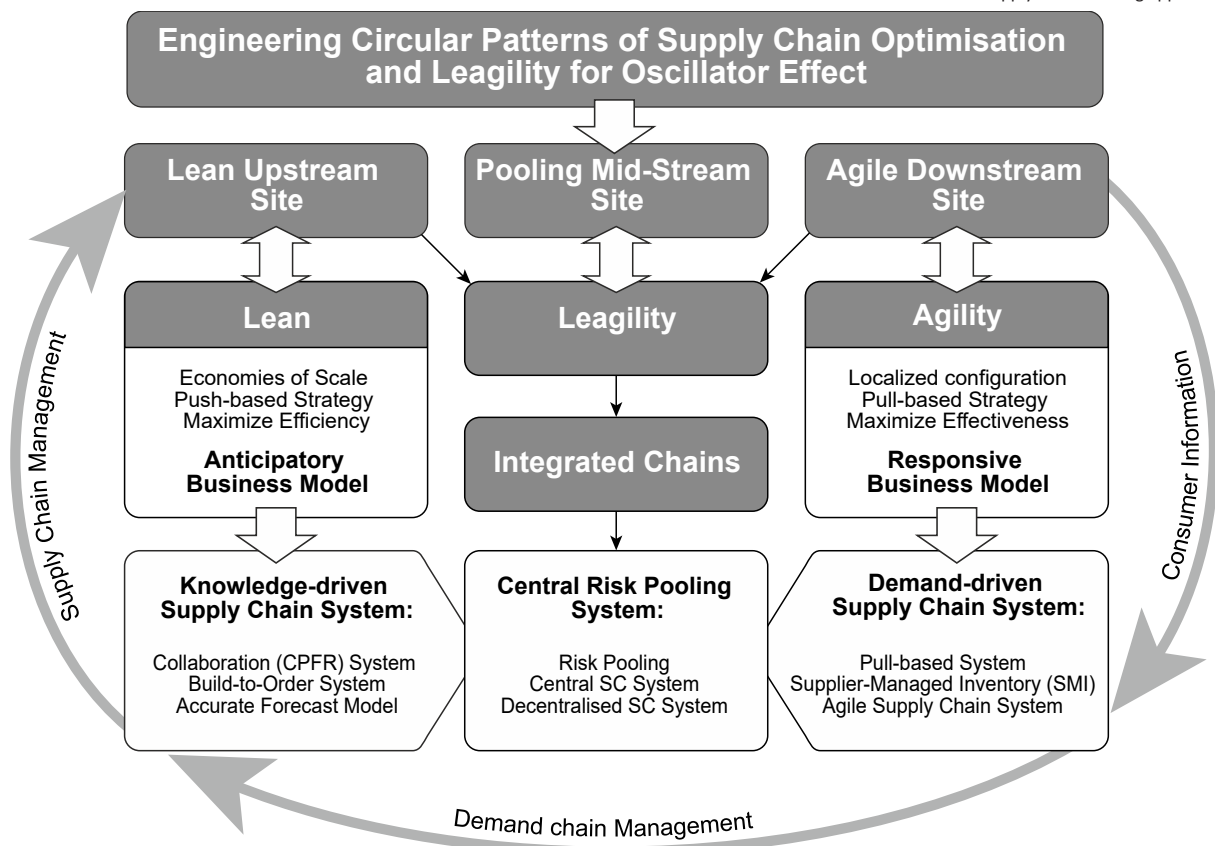 Engineering Circular Patterns of Supply Chain Optimisation
and Leagility for Oscillator Effect
Lean Upstream
Site
Pooling Mid-Stream
Site
Agile Downstream
Site
Lean
Economies of Scale
Push-based Strategy
Maximize Efficiency
Anticipatory
Business Model
Leagility
Integrated Chains
Agility
Localized configuration
Pull-based Strategy
Maximize Effectiveness
Responsive
Business Model
Knowledge-driven
Supply Chain System:
Collaboration (CPFR) System
Build-to-Order System
Accurate Forecast Model
Central Risk Pooling
System:
Risk Pooling
Central SC System
Decentralised SC System
Demand-driven
Supply Chain System:
Pull-based System
Supplier-Managed Inventory (SMI)
Agile Supply Chain System
Supply Chain Management
Consumer Information
Demand chain Management